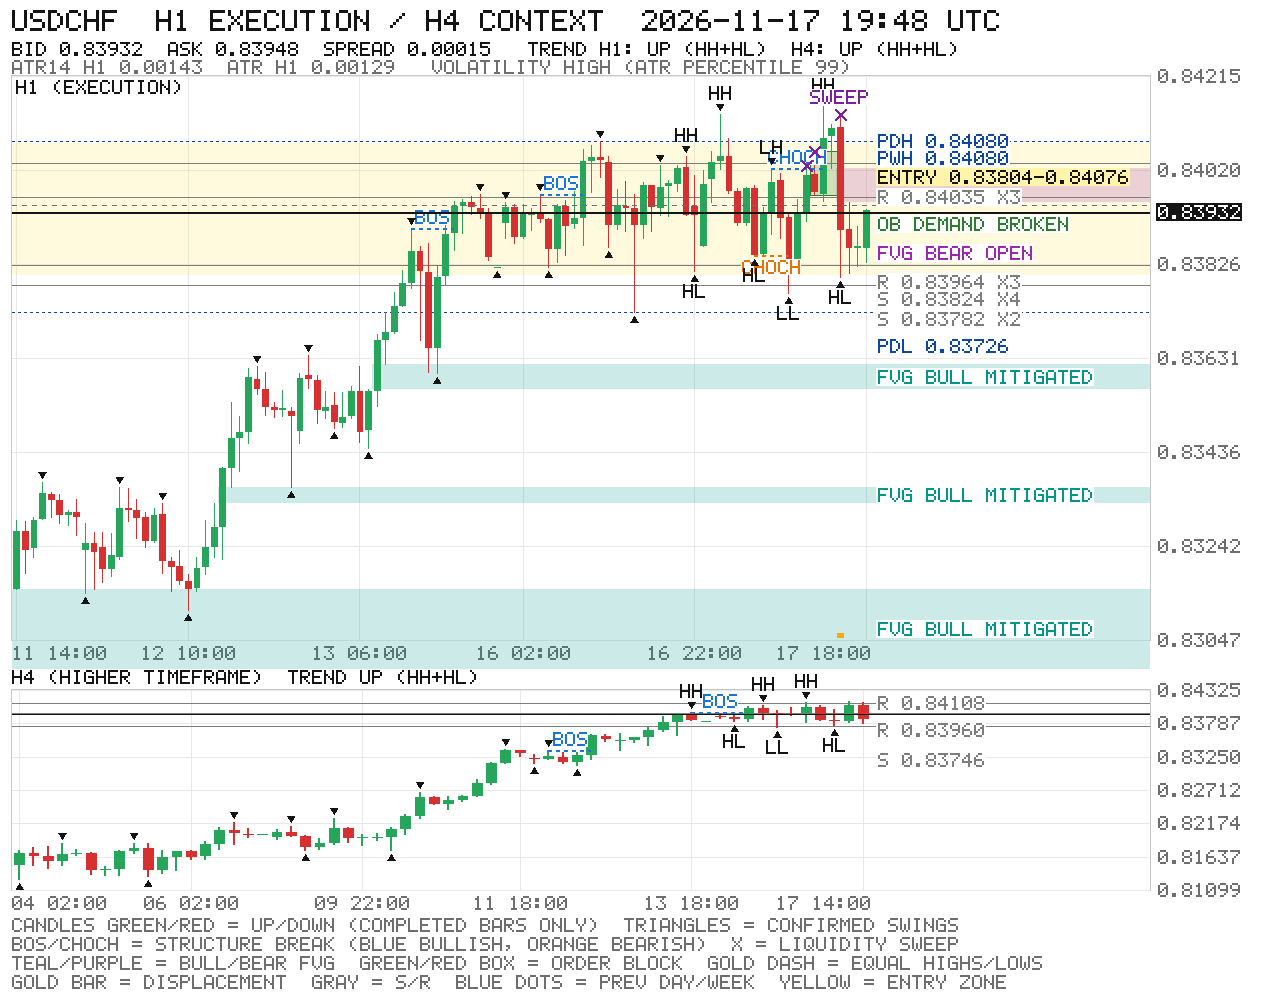 USDCHF  H1 EXECUTION / H4 CONTEXT  2026-11-17 19:48 UTC
BID 0.83932  ASK 0.83948  SPREAD 0.00015   TREND H1: UP (HH+HL)  H4: UP (HH+HL)
ATR14 H1 0.00143  ATR H1 0.00129   VOLATILITY HIGH (ATR PERCENTILE 99)
H1 (EXECUTION)
0.84215
HH
SWEEP
HH
HH
LH
CHOCH
PDH 0.84080
PWH 0.84080
0.84020
ENTRY 0.83804-0.84076
BOS
R 0.84035 X3
BOS
0.83932
OB DEMAND BROKEN
FVG BEAR OPEN
0.83826
CHOCH
HL
HL
LL
HL
R 0.83964 X3
S 0.83824 X4
S 0.83782 X2
PDL 0.83726
0.83631
FVG BULL MITIGATED
0.83436
FVG BULL MITIGATED
0.83242
FVG BULL MITIGATED
0.83047
11 14:00  12 10:00  13 06:00  16 02:00  16 22:00  17 18:00
H4 (HIGHER TIMEFRAME)  TREND UP (HH+HL)
0.84325
HH
BOS
HH
HH
R 0.84108
0.83787
R 0.83960
BOS
HL
LL
HL
0.83250
S 0.83746
0.82712
0.82174
0.81637
0.81099
04 02:00  06 02:00  09 22:00  11 18:00  13 18:00  17 14:00
CANDLES GREEN/RED = UP/DOWN (COMPLETED BARS ONLY)  TRIANGLES = CONFIRMED SWINGS
BOS/CHOCH = STRUCTURE BREAK (BLUE BULLISH, ORANGE BEARISH)  X = LIQUIDITY SWEEP
TEAL/PURPLE = BULL/BEAR FVG  GREEN/RED BOX = ORDER BLOCK  GOLD DASH = EQUAL HIGHS/LOWS
GOLD BAR = DISPLACEMENT  GRAY = S/R  BLUE DOTS = PREV DAY/WEEK  YELLOW = ENTRY ZONE